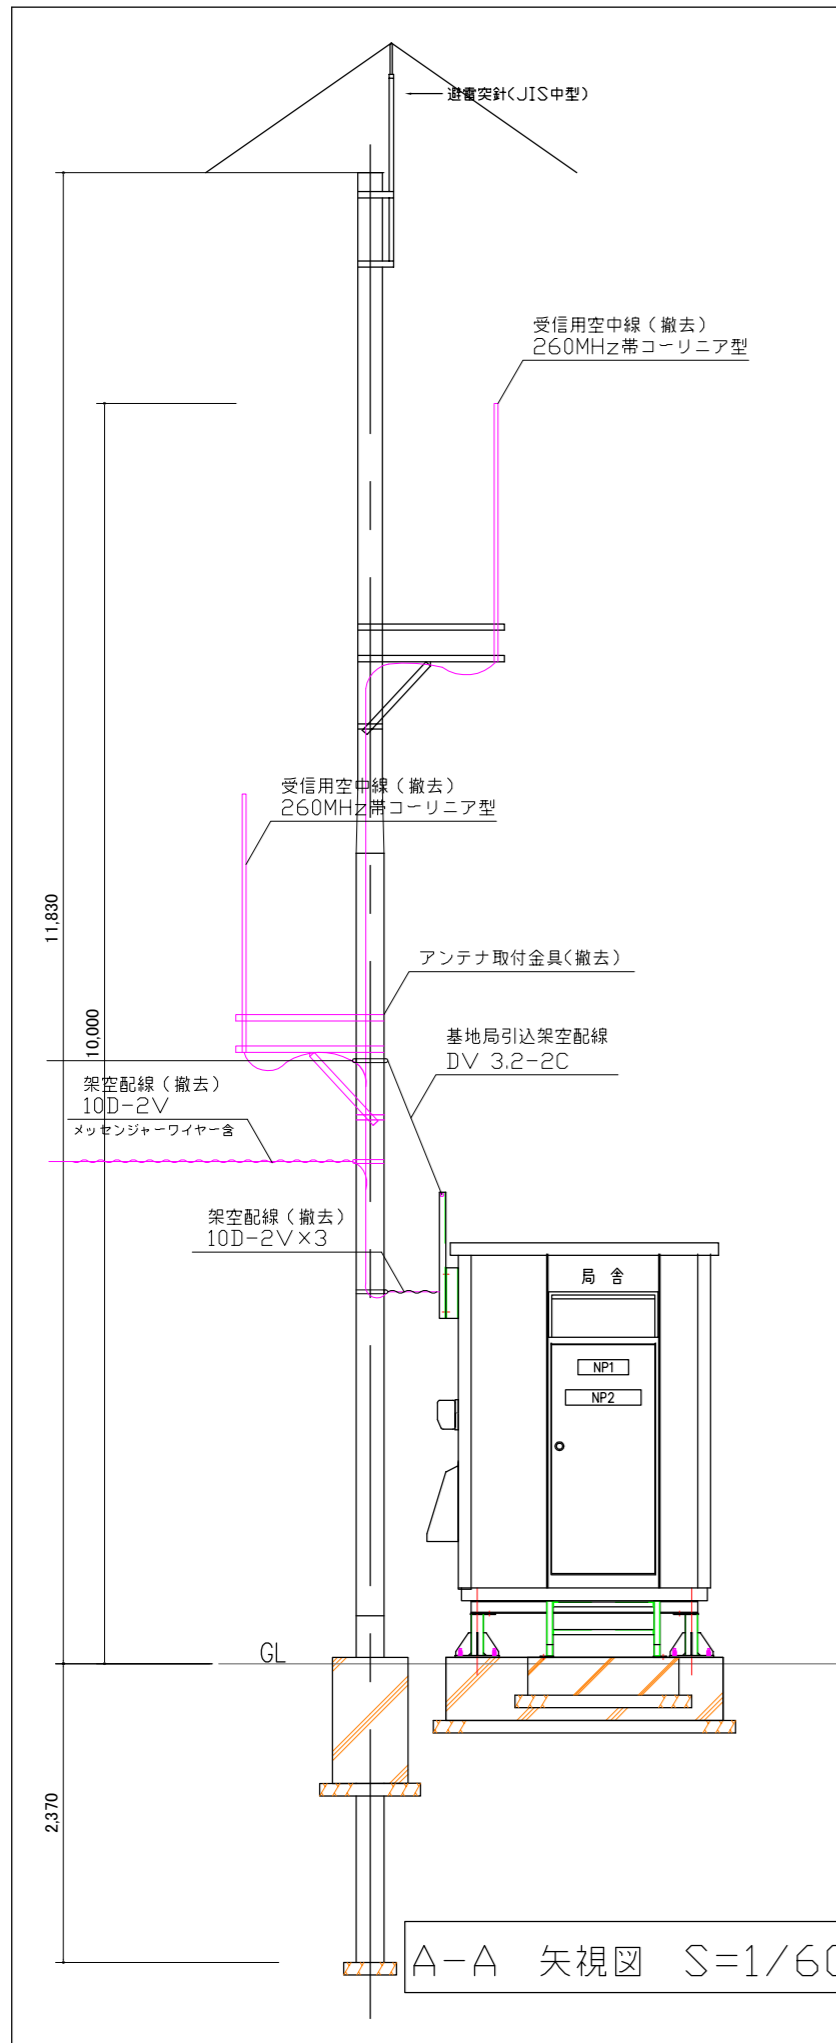 避雷突針(JIS中型)
受信用空中線（撤去）
260MHz帯コーリニア型
受信用空中線（撤去）
260MHz帯コーリニア型
11,830
アンテナ取付金具(撤去）
10,000
基地局引込架空配線
DV 3.2-2C
架空配線（撤去）
10D-2V
メッセンジャーワイヤー含
架空配線（撤去）
10D-2V×3
局 舎
NP1
NP2
GL
2,370
A-A 矢視図 S=1/60